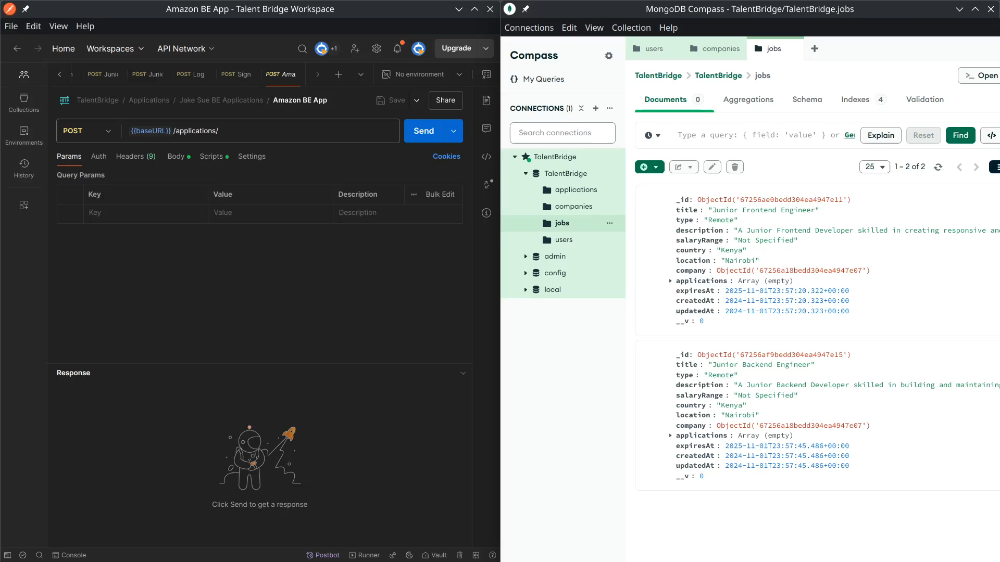 Amazon BE App - Talent Bridge Workspace
File Edit View Help
Home Workspaces API Network +1 Upgrade
POST Junio POST Junio POST Log POST Sign POST Ama No environment
TalentBridge / Applications / Jake Sue BE Applications / Amazon BE App Save Share
POST {{baseURL}} /applications/ Send
Params Auth Headers (9) Body Scripts Settings Cookies
Query Params
Key Value Description Bulk Edit
Key Value Description
Collections
Environments
History
Response
Click Send to get a response
Console Postbot Runner Vault
MongoDB Compass - TalentBridge/TalentBridge.jobs
Connections Edit View Collection Help
Compass
{} My Queries
CONNECTIONS (1)
Search connections
TalentBridge
TalentBridge
applications
companies
jobs
users
admin
config
local
users companies jobs
TalentBridge > TalentBridge > jobs >_ Open
Documents 0 Aggregations Schema Indexes 4 Validation
Type a query: { field: 'value' } or Ger Explain Reset Find </>
25 1 – 2 of 2
_id: ObjectId('67256ae0bedd304ea4947e11')
title : "Junior Frontend Engineer"
type : "Remote"
description : "A Junior Frontend Developer skilled in creating responsive and
salaryRange : "Not Specified"
country : "Kenya"
location : "Nairobi"
company : ObjectId('67256a18bedd304ea4947e07')
applications : Array (empty)
expiresAt : 2025-11-01T23:57:20.322+00:00
createdAt : 2024-11-01T23:57:20.323+00:00
updatedAt : 2024-11-01T23:57:20.323+00:00
__v : 0
_id: ObjectId('67256af9bedd304ea4947e15')
title : "Junior Backend Engineer"
type : "Remote"
description : "A Junior Backend Developer skilled in building and maintaining
salaryRange : "Not Specified"
country : "Kenya"
location : "Nairobi"
company : ObjectId('67256a18bedd304ea4947e07')
applications : Array (empty)
expiresAt : 2025-11-01T23:57:45.486+00:00
createdAt : 2024-11-01T23:57:45.486+00:00
updatedAt : 2024-11-01T23:57:45.486+00:00
__v : 0